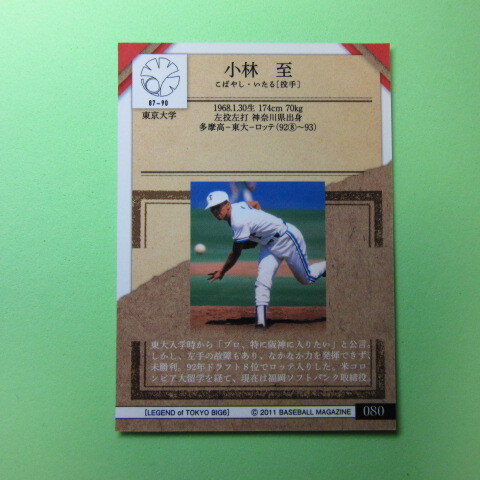 小林 至
こばやし・いたる[投手]
87~90
東京大学
1968.1.30生 174cm 70kg
左投左打 神奈川県出身
多摩高－東大－ロッテ(92⑧~93)
東大入学時から「プロ、特に阪神に入りたい」と公言。
しかし、左手の故障もあり、なかなか力を発揮できず、
未勝利。92年ドラフト8位でロッテ入りした。米コロ
ンビア大留学を経て、現在は福岡ソフトバンク取締役
[LEGEND of TOKYO BIG6]
© 2011 BASEBALL MAGAZINE
080